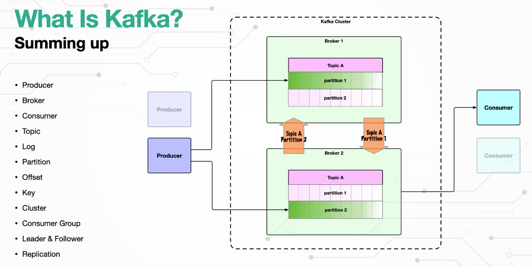 What Is Kafka?
Summing up
Producer
Broker
Consumer
Topic
Log
Partition
Offset
Key
Cluster
Consumer Group
Leader & Follower
Replication
Kafka Cluster
Broker 1
Topic A
partition 1
partition 2
Producer
Producer
Topic A
Partition 2
Topic A
Partition 1
Broker 2
Topic A
partition 1
partition 2
Consumer
Consumer